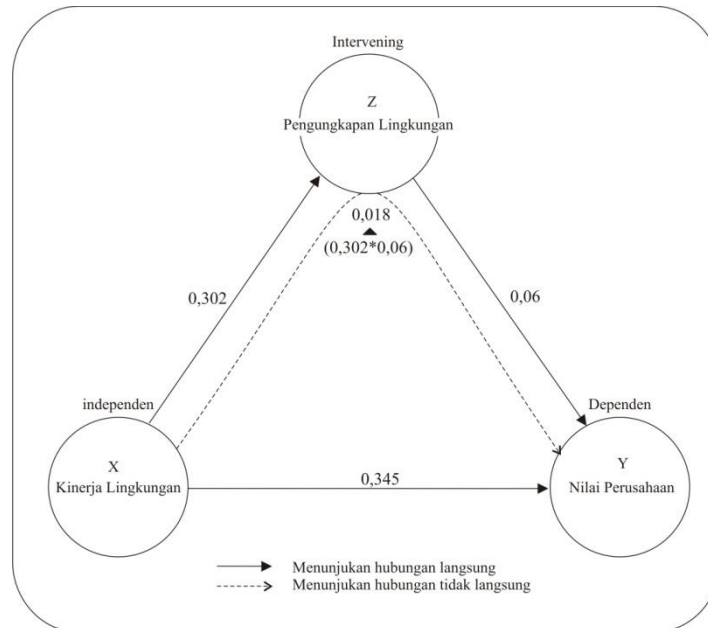 Intervening
Z
Pengungkapan Lingkungan
0,018
(0,302*0,06)
0,302
0,06
independen
Dependen
X
Kinerja Lingkungan
0,345
Y
Nilai Perusahaan
Menunjukan hubungan langsung
Menunjukan hubungan tidak langsung